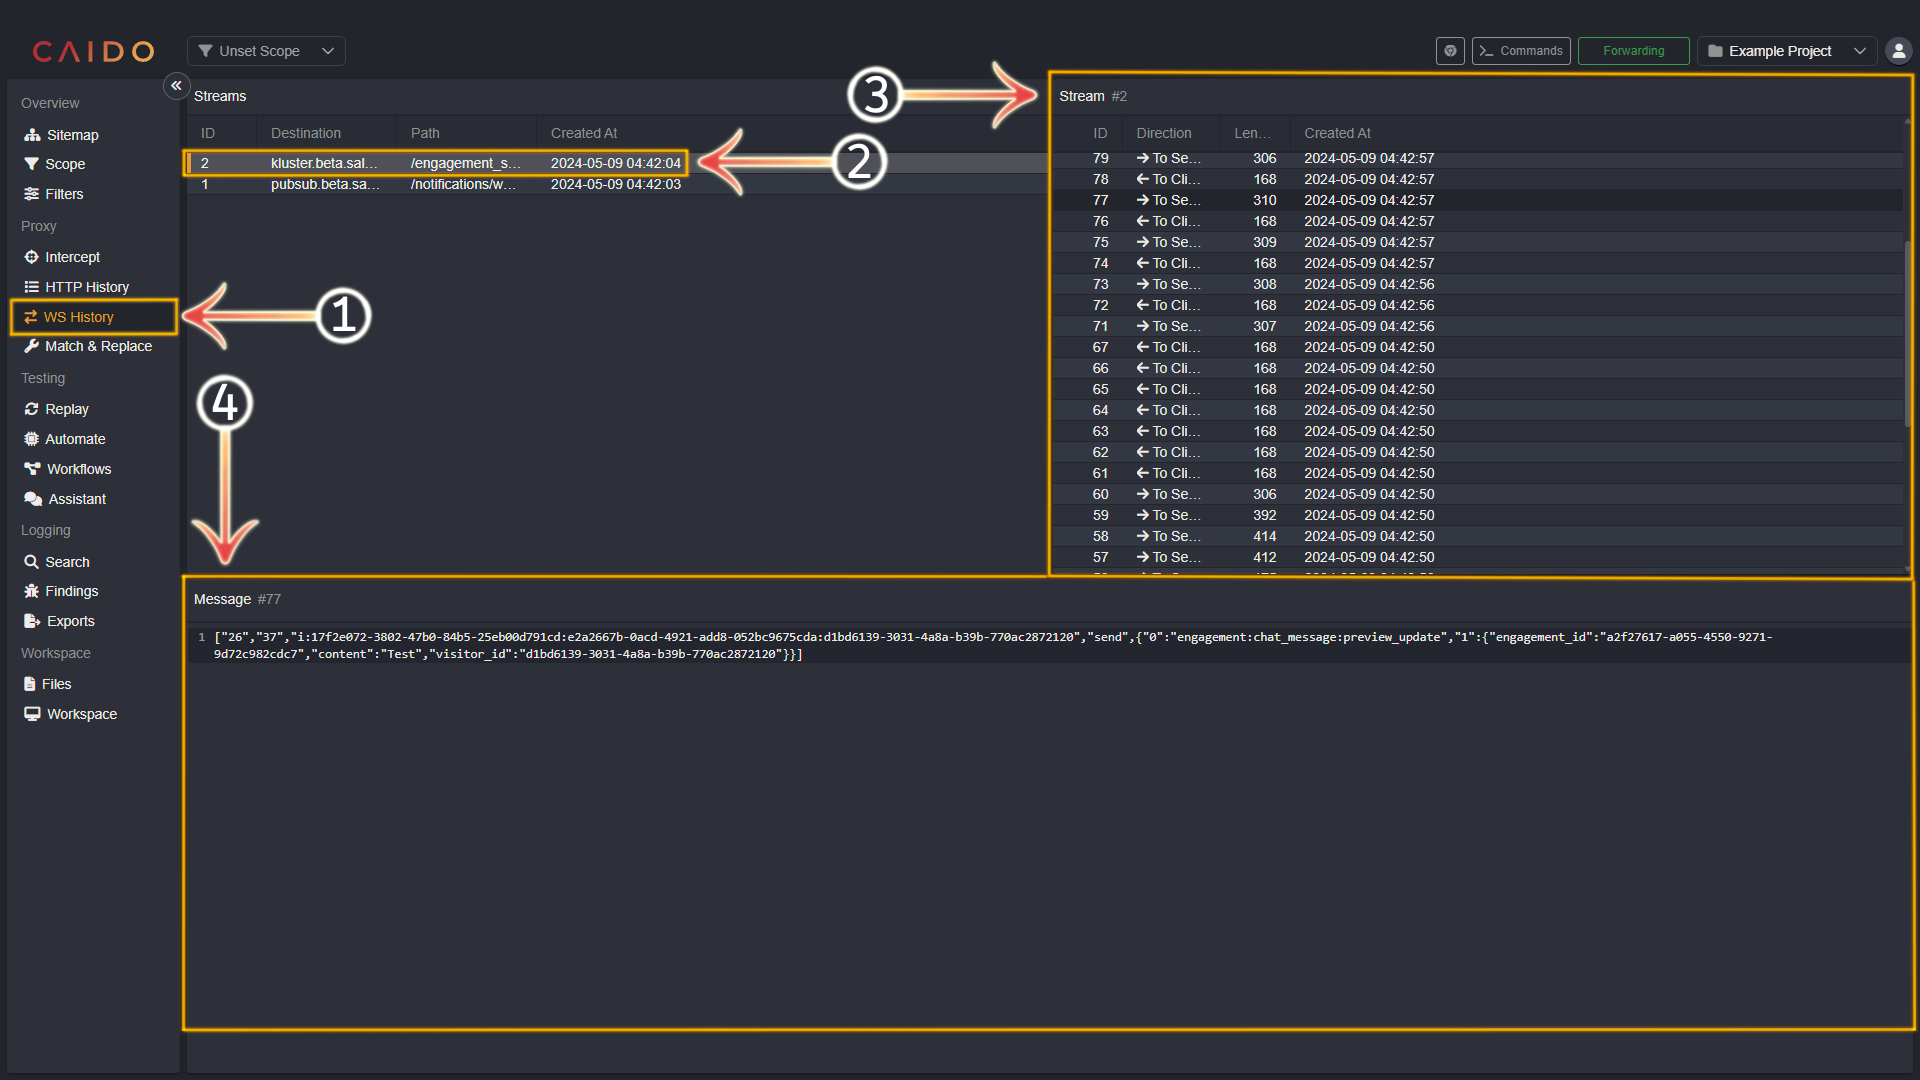 CAIDO
Unset Scope
Commands
Forwarding
Example Project
Overview
Sitemap
Scope
Filters
Proxy
Intercept
HTTP History
WS History
Match & Replace
Testing
Replay
Automate
Workflows
Assistant
Logging
Search
Findings
Exports
Workspace
Files
Workspace
1
2
3
4
Streams
ID Destination Path Created At
2 kluster.beta.sal... /engagement_s... 2024-05-09 04:42:04
1 pubsub.beta.sa... /notifications/w... 2024-05-09 04:42:03
Stream #2
ID Direction Len... Created At
79 To Se... 306 2024-05-09 04:42:57
78 To Cli... 168 2024-05-09 04:42:57
77 To Se... 310 2024-05-09 04:42:57
76 To Cli... 168 2024-05-09 04:42:57
75 To Se... 309 2024-05-09 04:42:57
74 To Cli... 168 2024-05-09 04:42:57
73 To Se... 308 2024-05-09 04:42:56
72 To Cli... 168 2024-05-09 04:42:56
71 To Se... 307 2024-05-09 04:42:56
67 To Cli... 168 2024-05-09 04:42:50
66 To Cli... 168 2024-05-09 04:42:50
65 To Cli... 168 2024-05-09 04:42:50
64 To Cli... 168 2024-05-09 04:42:50
63 To Cli... 168 2024-05-09 04:42:50
62 To Cli... 168 2024-05-09 04:42:50
61 To Cli... 168 2024-05-09 04:42:50
60 To Se... 306 2024-05-09 04:42:50
59 To Se... 392 2024-05-09 04:42:50
58 To Se... 414 2024-05-09 04:42:50
57 To Se... 412 2024-05-09 04:42:50
Message #77
1 ["26","37","i:17f2e072-3802-47b0-84b5-25eb00d791cd:e2a2667b-0acd-4921-add8-052bc9675cda:d1bd6139-3031-4a8a-b39b-770ac2872120","send",{"0":"engagement:chat_message:preview_update","1":{"engagement_id":"a2f27617-a055-4550-9271-
9d72c982cdc7","content":"Test","visitor_id":"d1bd6139-3031-4a8a-b39b-770ac2872120"}}]